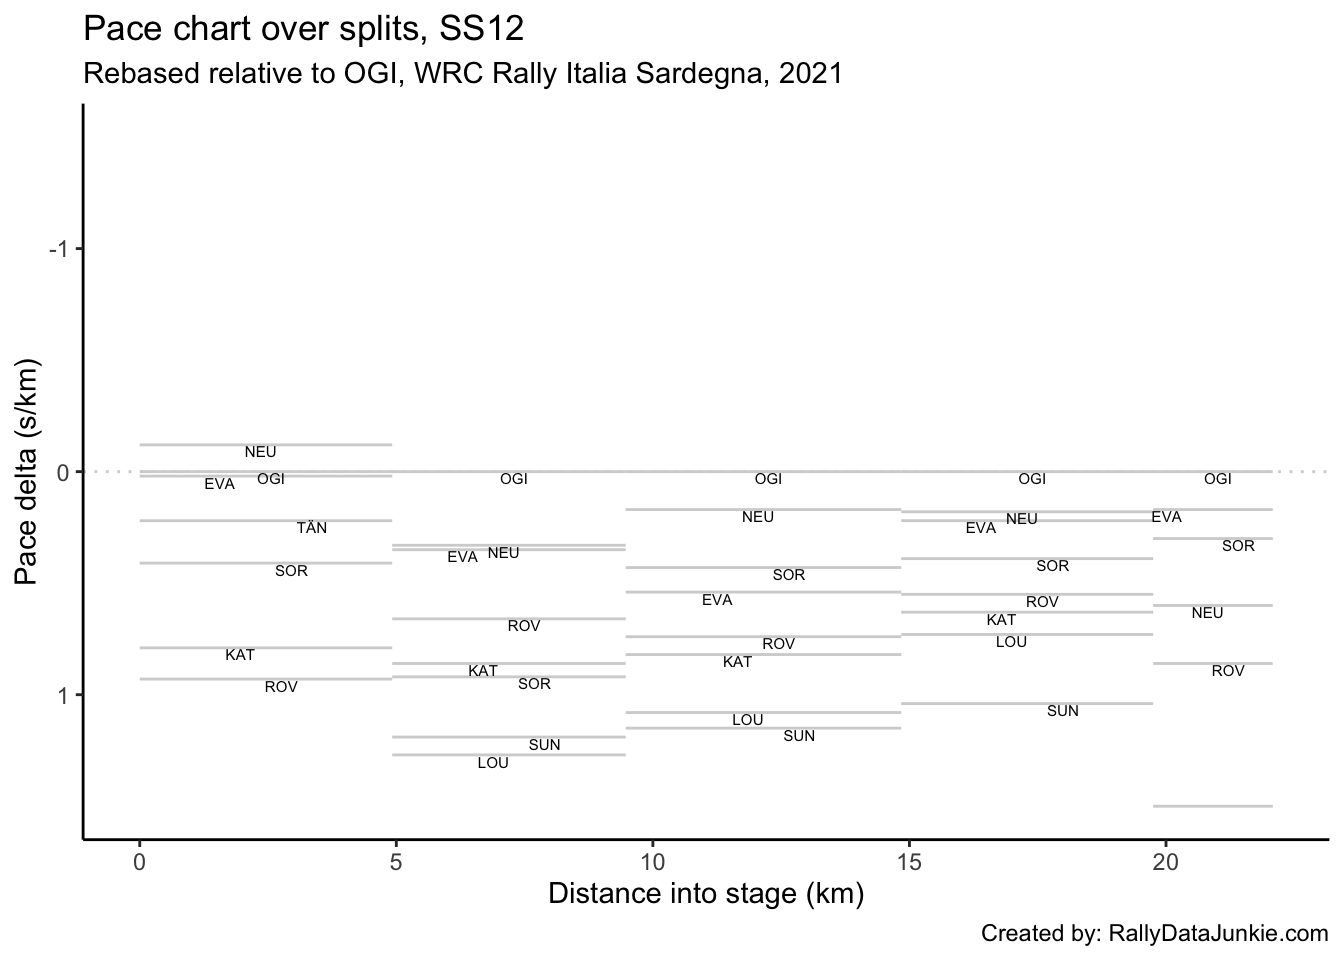 Pace chart over splits, SS12
Rebased relative to OGI, WRC Rally Italia Sardegna, 2021
Pace delta (s/km)
-1
0
1
NEU
EVA OGI
TÄN
SOR
KAT
ROV
OGI
EVA NEU
ROV
KAT
SOR
SUN
LOU
OGI
NEU
SOR
EVA
ROV
KAT
LOU
SUN
OGI
NEU
EVA
SOR
ROV
KAT
LOU
SUN
OGI
EVA
SOR
NEU
ROV
0 5 10 15 20
Distance into stage (km)
Created by: RallyDataJunkie.com